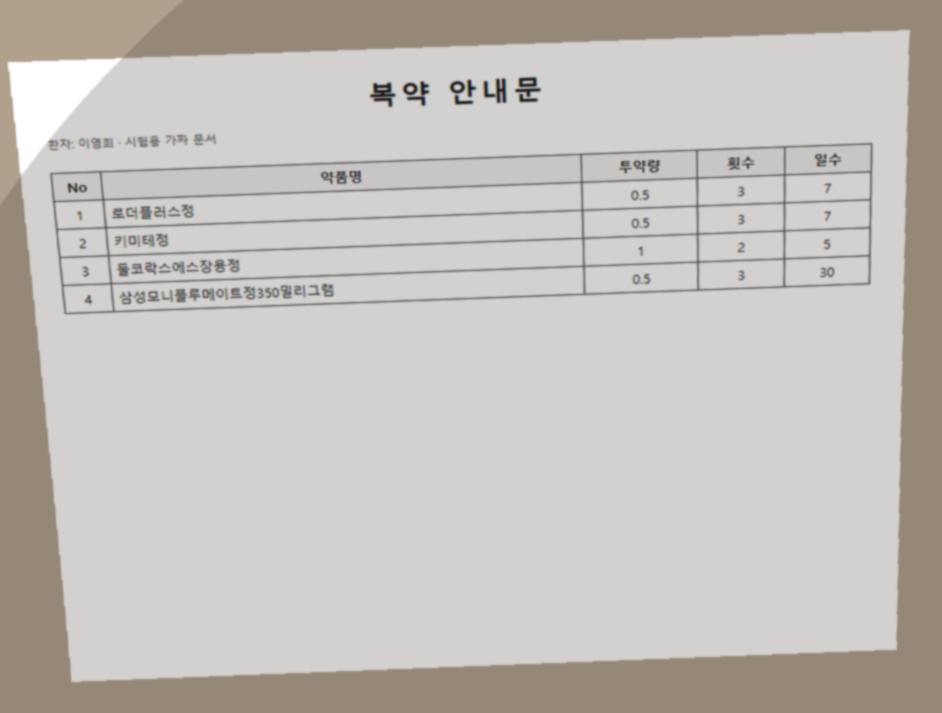 복약 안내문
환자: 이영희 · 시험용 가짜 문서
No 약품명 투약량 횟수 일수
1 로더플러스정 0.5 3 7
2 키미테정 0.5 3 7
3 둘코락스에스장용정 1 2 5
4 삼성모니플루메이트정350밀리그램 0.5 3 30